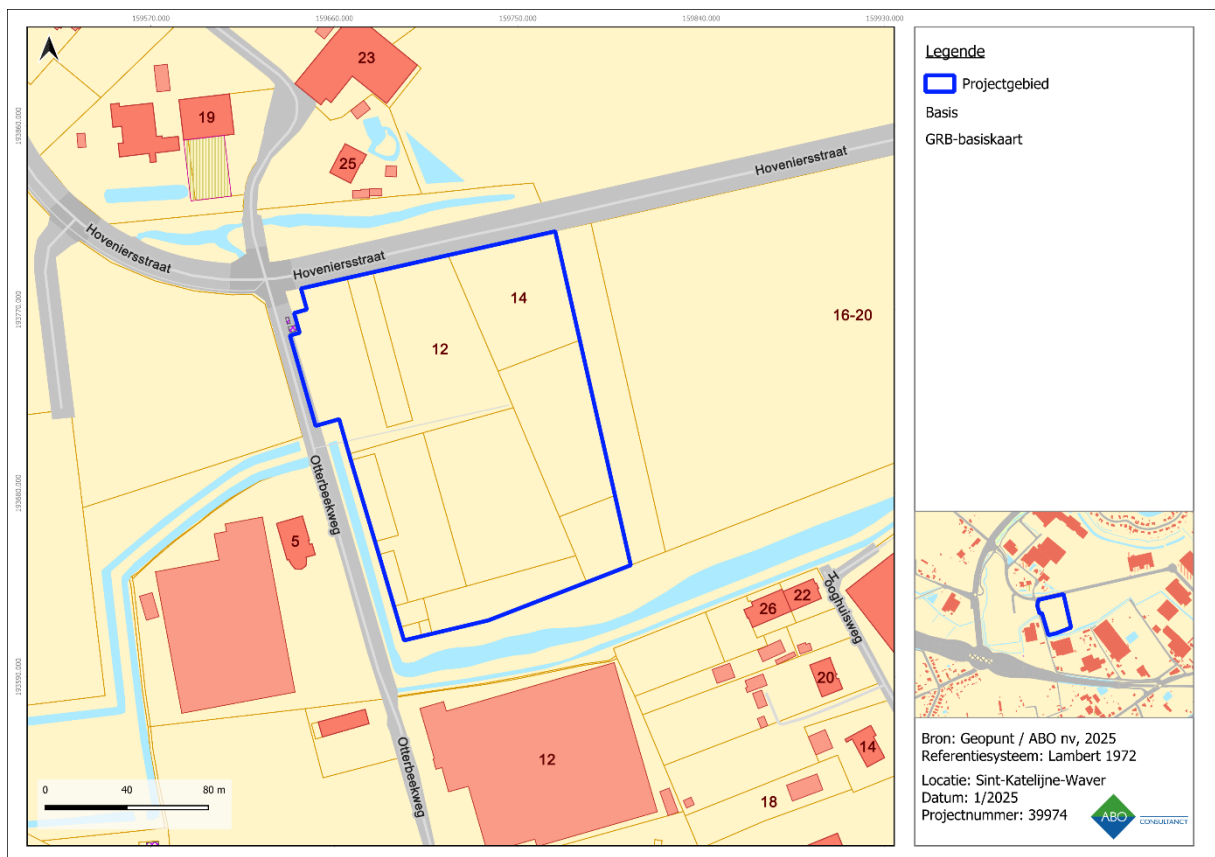 159570.000
159660.000
159750.000
159840.000
159930.000
193860.000
193770.000
193680.000
193590.000
23
19
25
Hoveniersstraat
Hoveniersstraat
Hoveniersstraat
14
12
16-20
Otterbeekweg
5
22
26
Hooghuisweg
20
14
12
18
Otterbeekweg
0 40 80 m
Legende
Projectgebied
Basis
GRB-basiskaart
Bron: Geopunt / ABO nv, 2025
Referentiesysteem: Lambert 1972
Locatie: Sint-Katelijne-Waver
Datum: 1/2025
Projectnummer: 39974
ABO CONSULTANCY